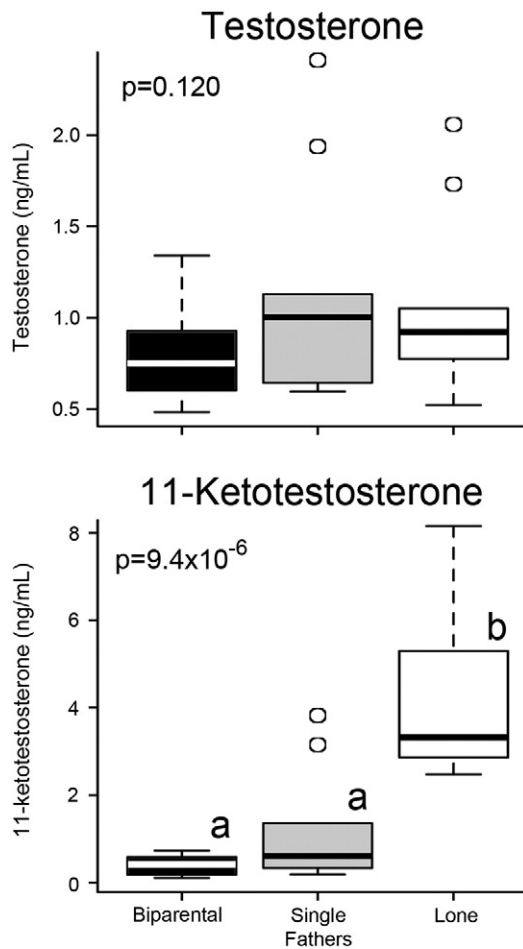 Testosterone
p=0.120
Testosterone (ng/mL)
2.0
1.5
1.0
0.5
11-Ketotestosterone
p=9.4x10^-6
11-ketotestosterone (ng/mL)
8
6
4
2
0
a
a
b
Biparental
Single
Fathers
Lone